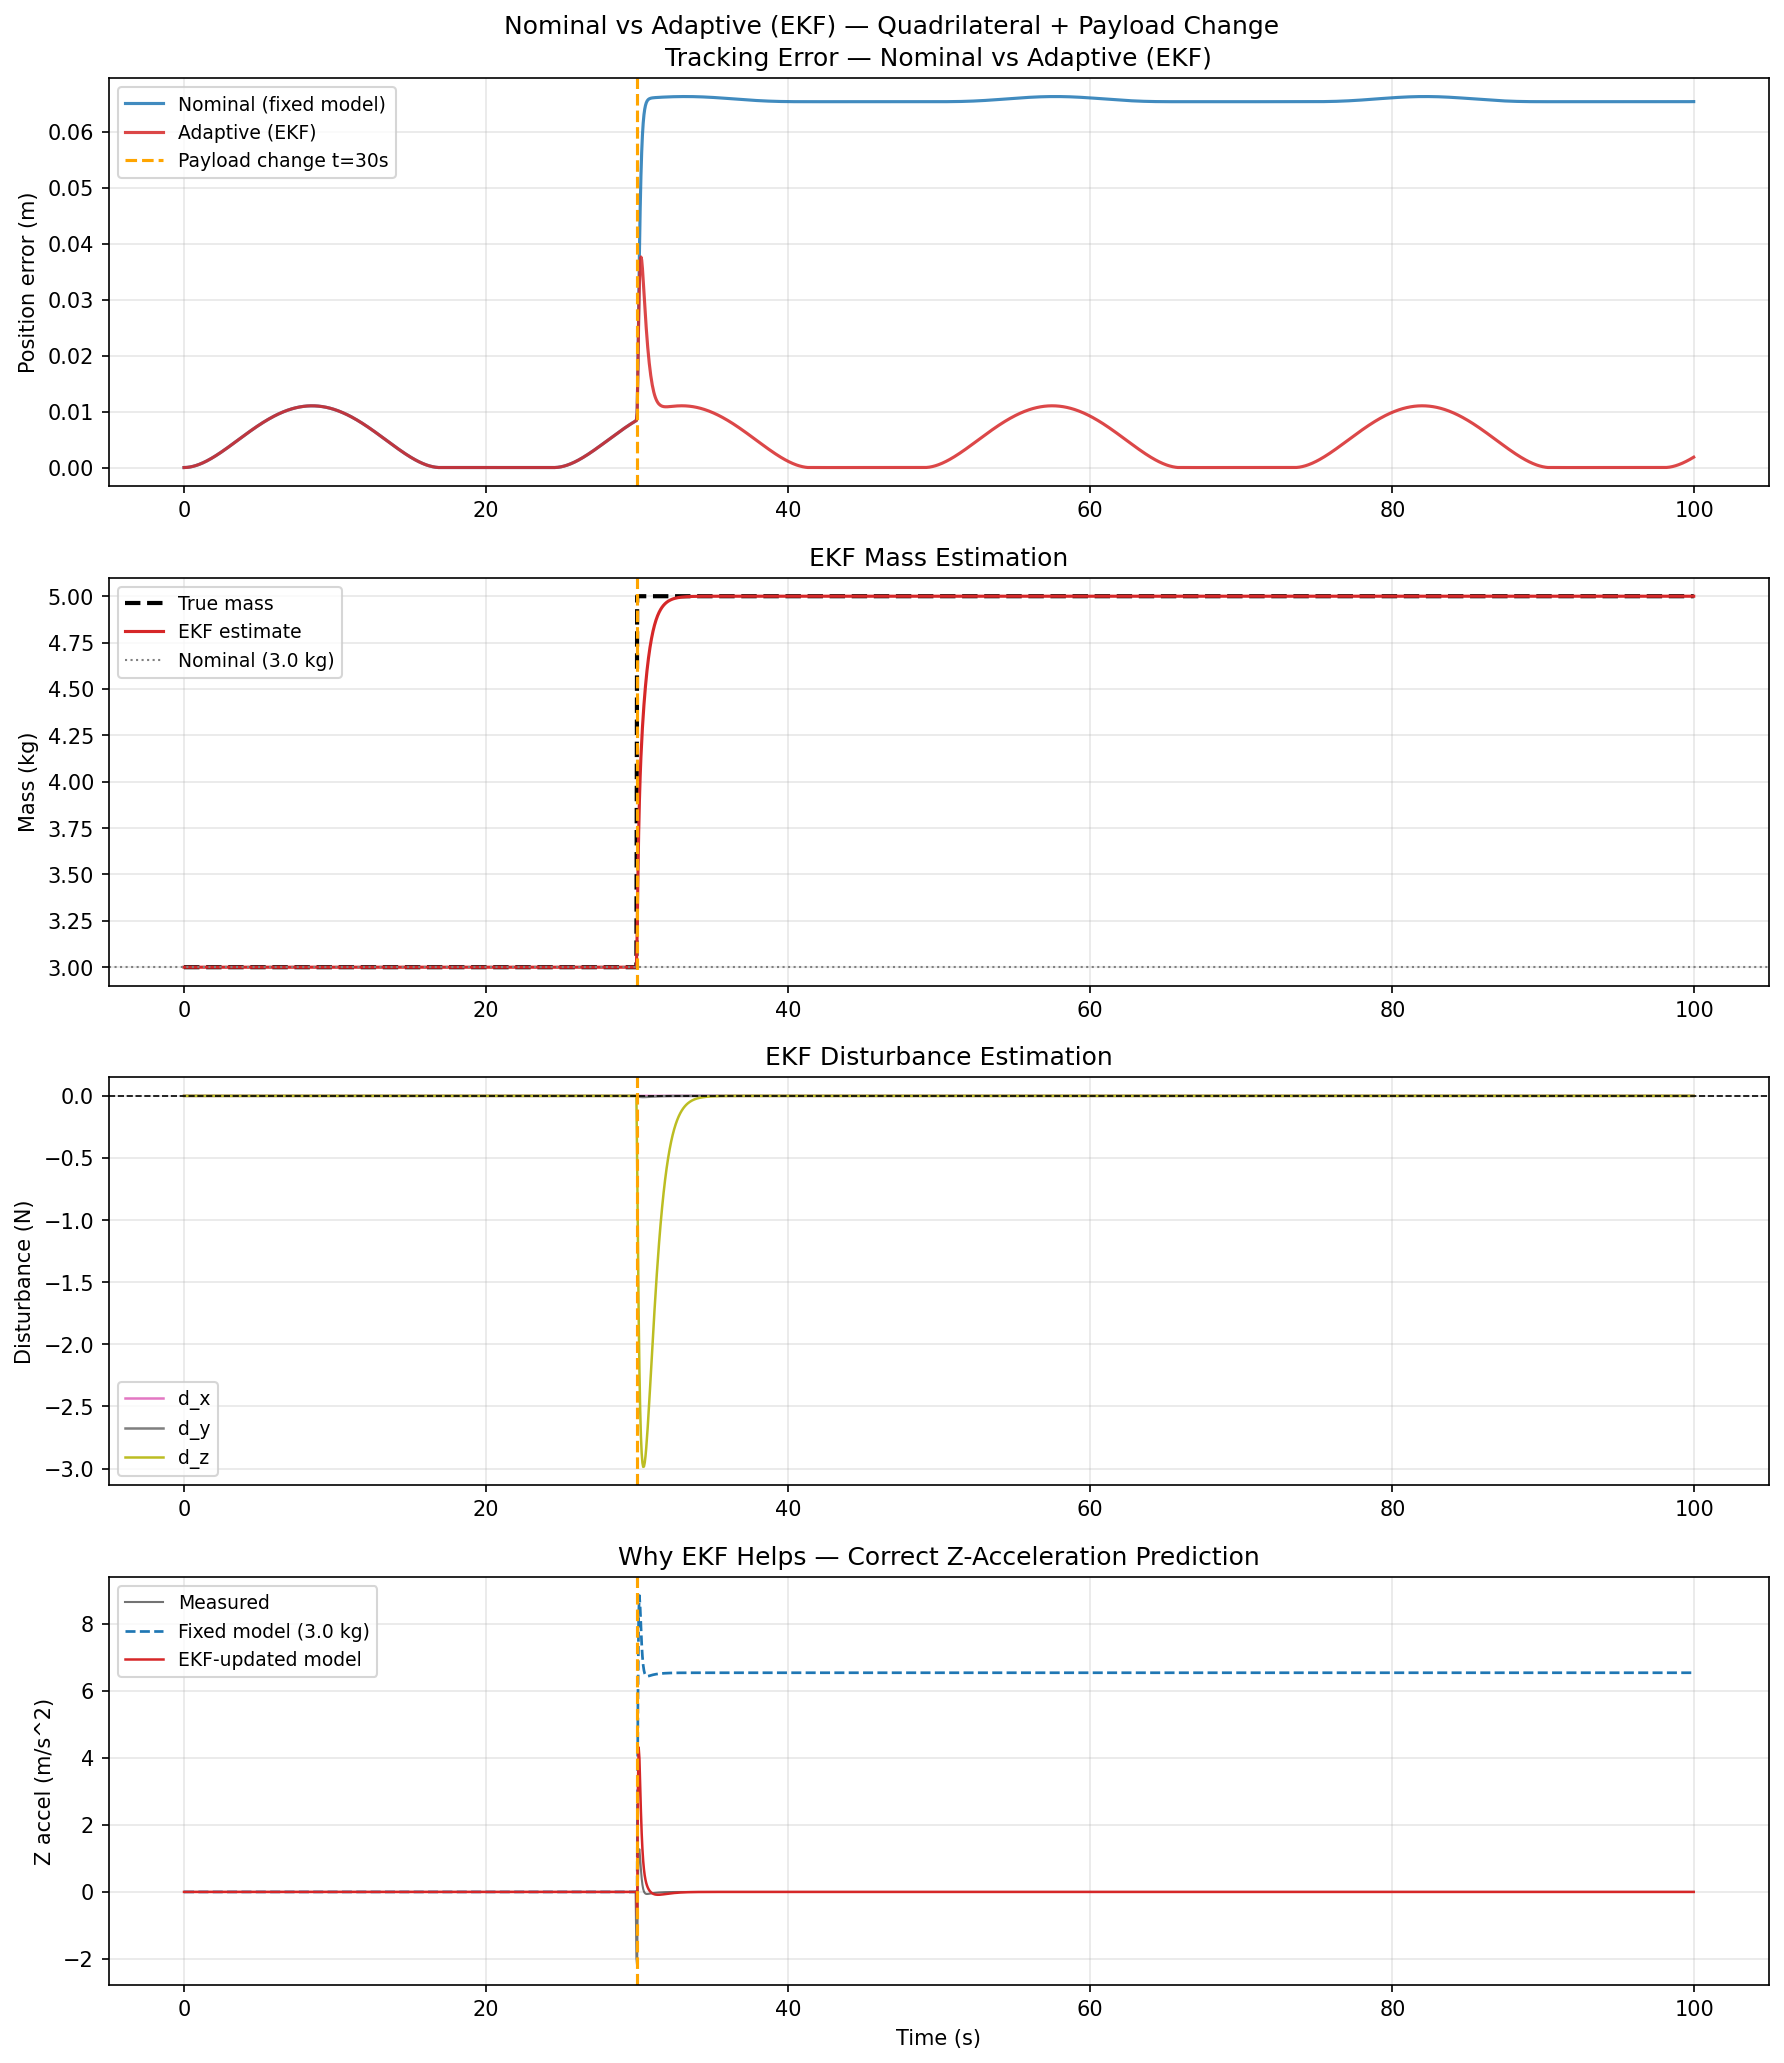 Nominal vs Adaptive (EKF) — Quadrilateral + Payload Change
Tracking Error — Nominal vs Adaptive (EKF)
Nominal (fixed model)
Adaptive (EKF)
Payload change t=30s
Position error (m)
0.06
0.05
0.04
0.03
0.02
0.01
0.00
0 20 40 60 80 100
EKF Mass Estimation
True mass
EKF estimate
Nominal (3.0 kg)
Mass (kg)
5.00
4.75
4.50
4.25
4.00
3.75
3.50
3.25
3.00
0 20 40 60 80 100
EKF Disturbance Estimation
Disturbance (N)
0.0
−0.5
−1.0
−1.5
−2.0
−2.5
−3.0
d_x
d_y
d_z
0 20 40 60 80 100
Why EKF Helps — Correct Z-Acceleration Prediction
Measured
Fixed model (3.0 kg)
EKF-updated model
Z accel (m/s^2)
8
6
4
2
0
−2
0 20 40 60 80 100
Time (s)